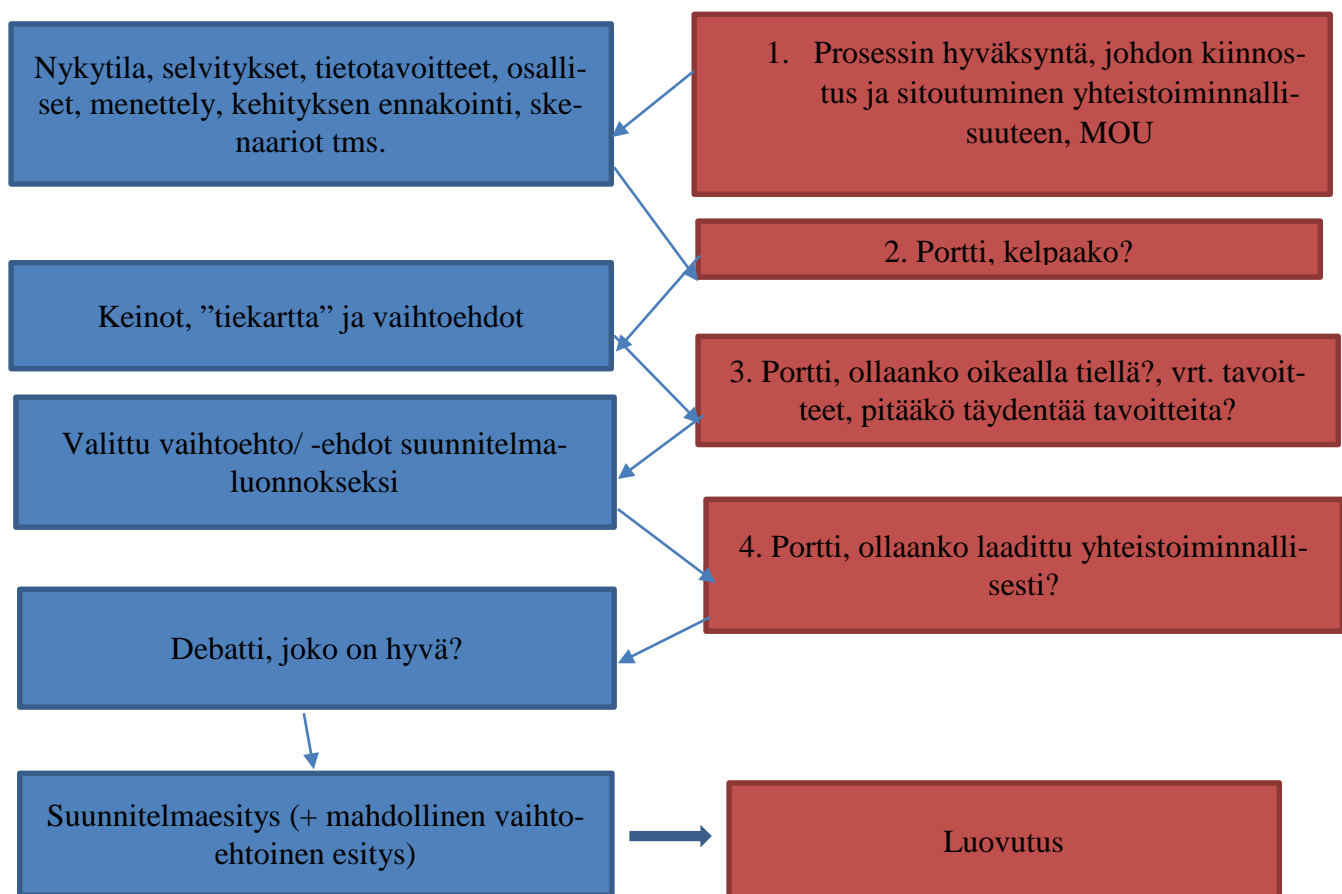 Nykytila, selvitykset, tietotavoitteet, osalli-
set, menettely, kehityksen ennakointi, ske-
naariot tms.
1. Prosessin hyväksyntä, johdon kiinnos-
tus ja sitoutuminen yhteistoiminnalli-
suuteen, MOU
2. Portti, kelpaako?
Keinot, ”tiekartta” ja vaihtoehdot
3. Portti, ollaanko oikealla tiellä?, vrt. tavoit-
teet, pitääkö täydentää tavoitteita?
Valittu vaihtoehto/ -ehdot suunnitelma-
luonnokseksi
4. Portti, ollaanko laadittu yhteistoiminnalli-
sesti?
Debatti, joko on hyvä?
Suunnitelmaesitys (+ mahdollinen vaihto-
ehtoinen esitys)
Luovutus